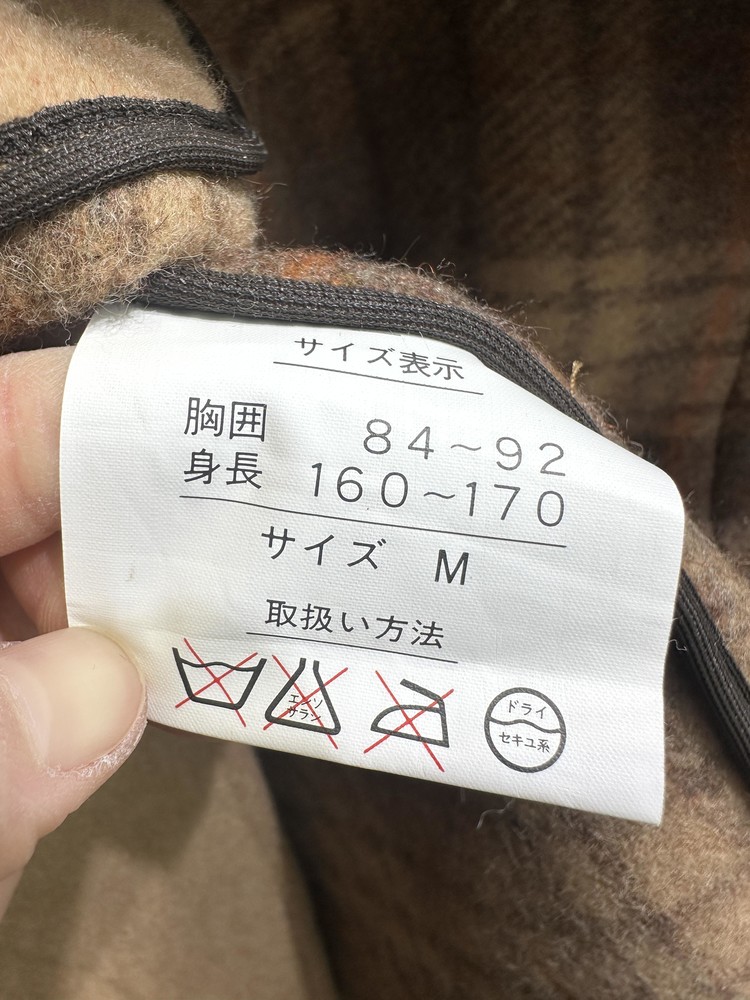 サイズ表示
胸囲 84~92
身長 160~170
サイズ M
取扱い方法
エンソ
サラシ
ドライ
セキユ系